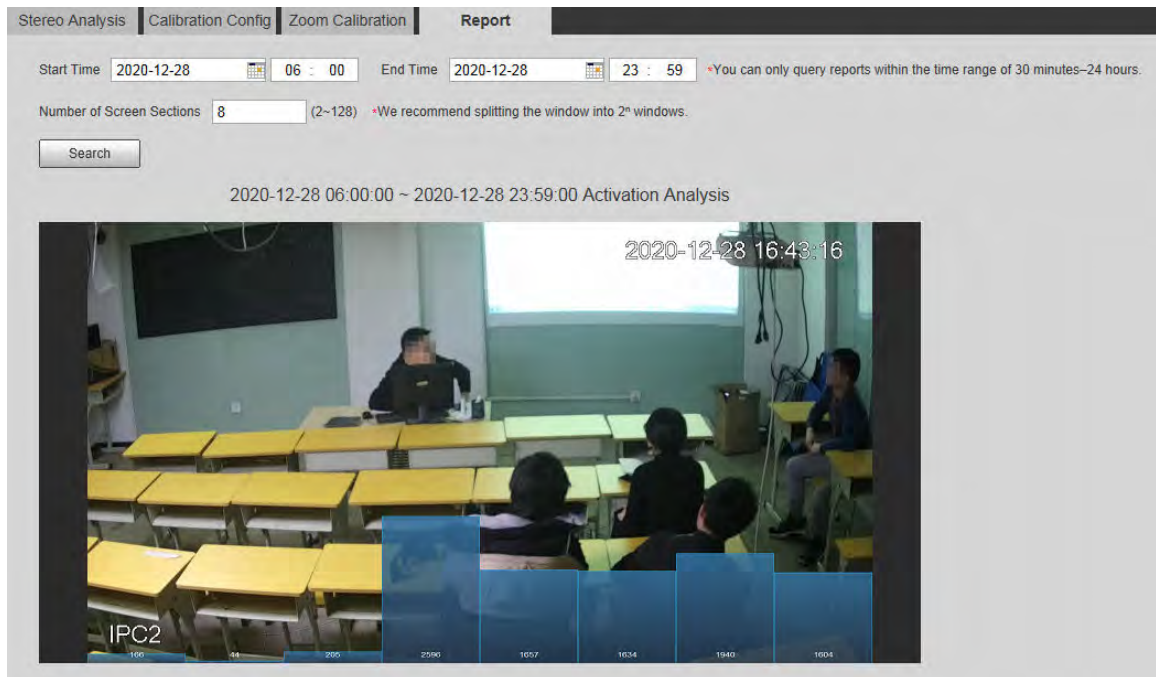 Stereo Analysis Calibration Config Zoom Calibration Report
Start Time 2020-12-28 06 : 00 End Time 2020-12-28 23 : 59 *You can only query reports within the time range of 30 minutes–24 hours.
Number of Screen Sections 8 (2~128) *We recommend splitting the window into 2ⁿ windows.
Search
2020-12-28 06:00:00 ~ 2020-12-28 23:59:00 Activation Analysis
2020-12-28 16:43:16
IPC2
166 44 205 2596 1657 1634 1940 1604